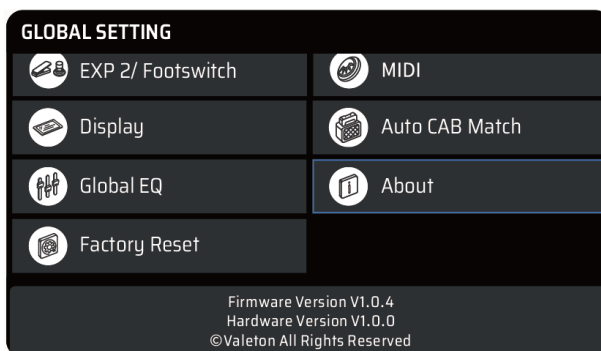 GLOBAL SETTING
EXP 2/ Footswitch
MIDI
Display
Auto CAB Match
Global EQ
About
Factory Reset
Firmware Version V1.0.4
Hardware Version V1.0.0
©Valeton All Rights Reserved